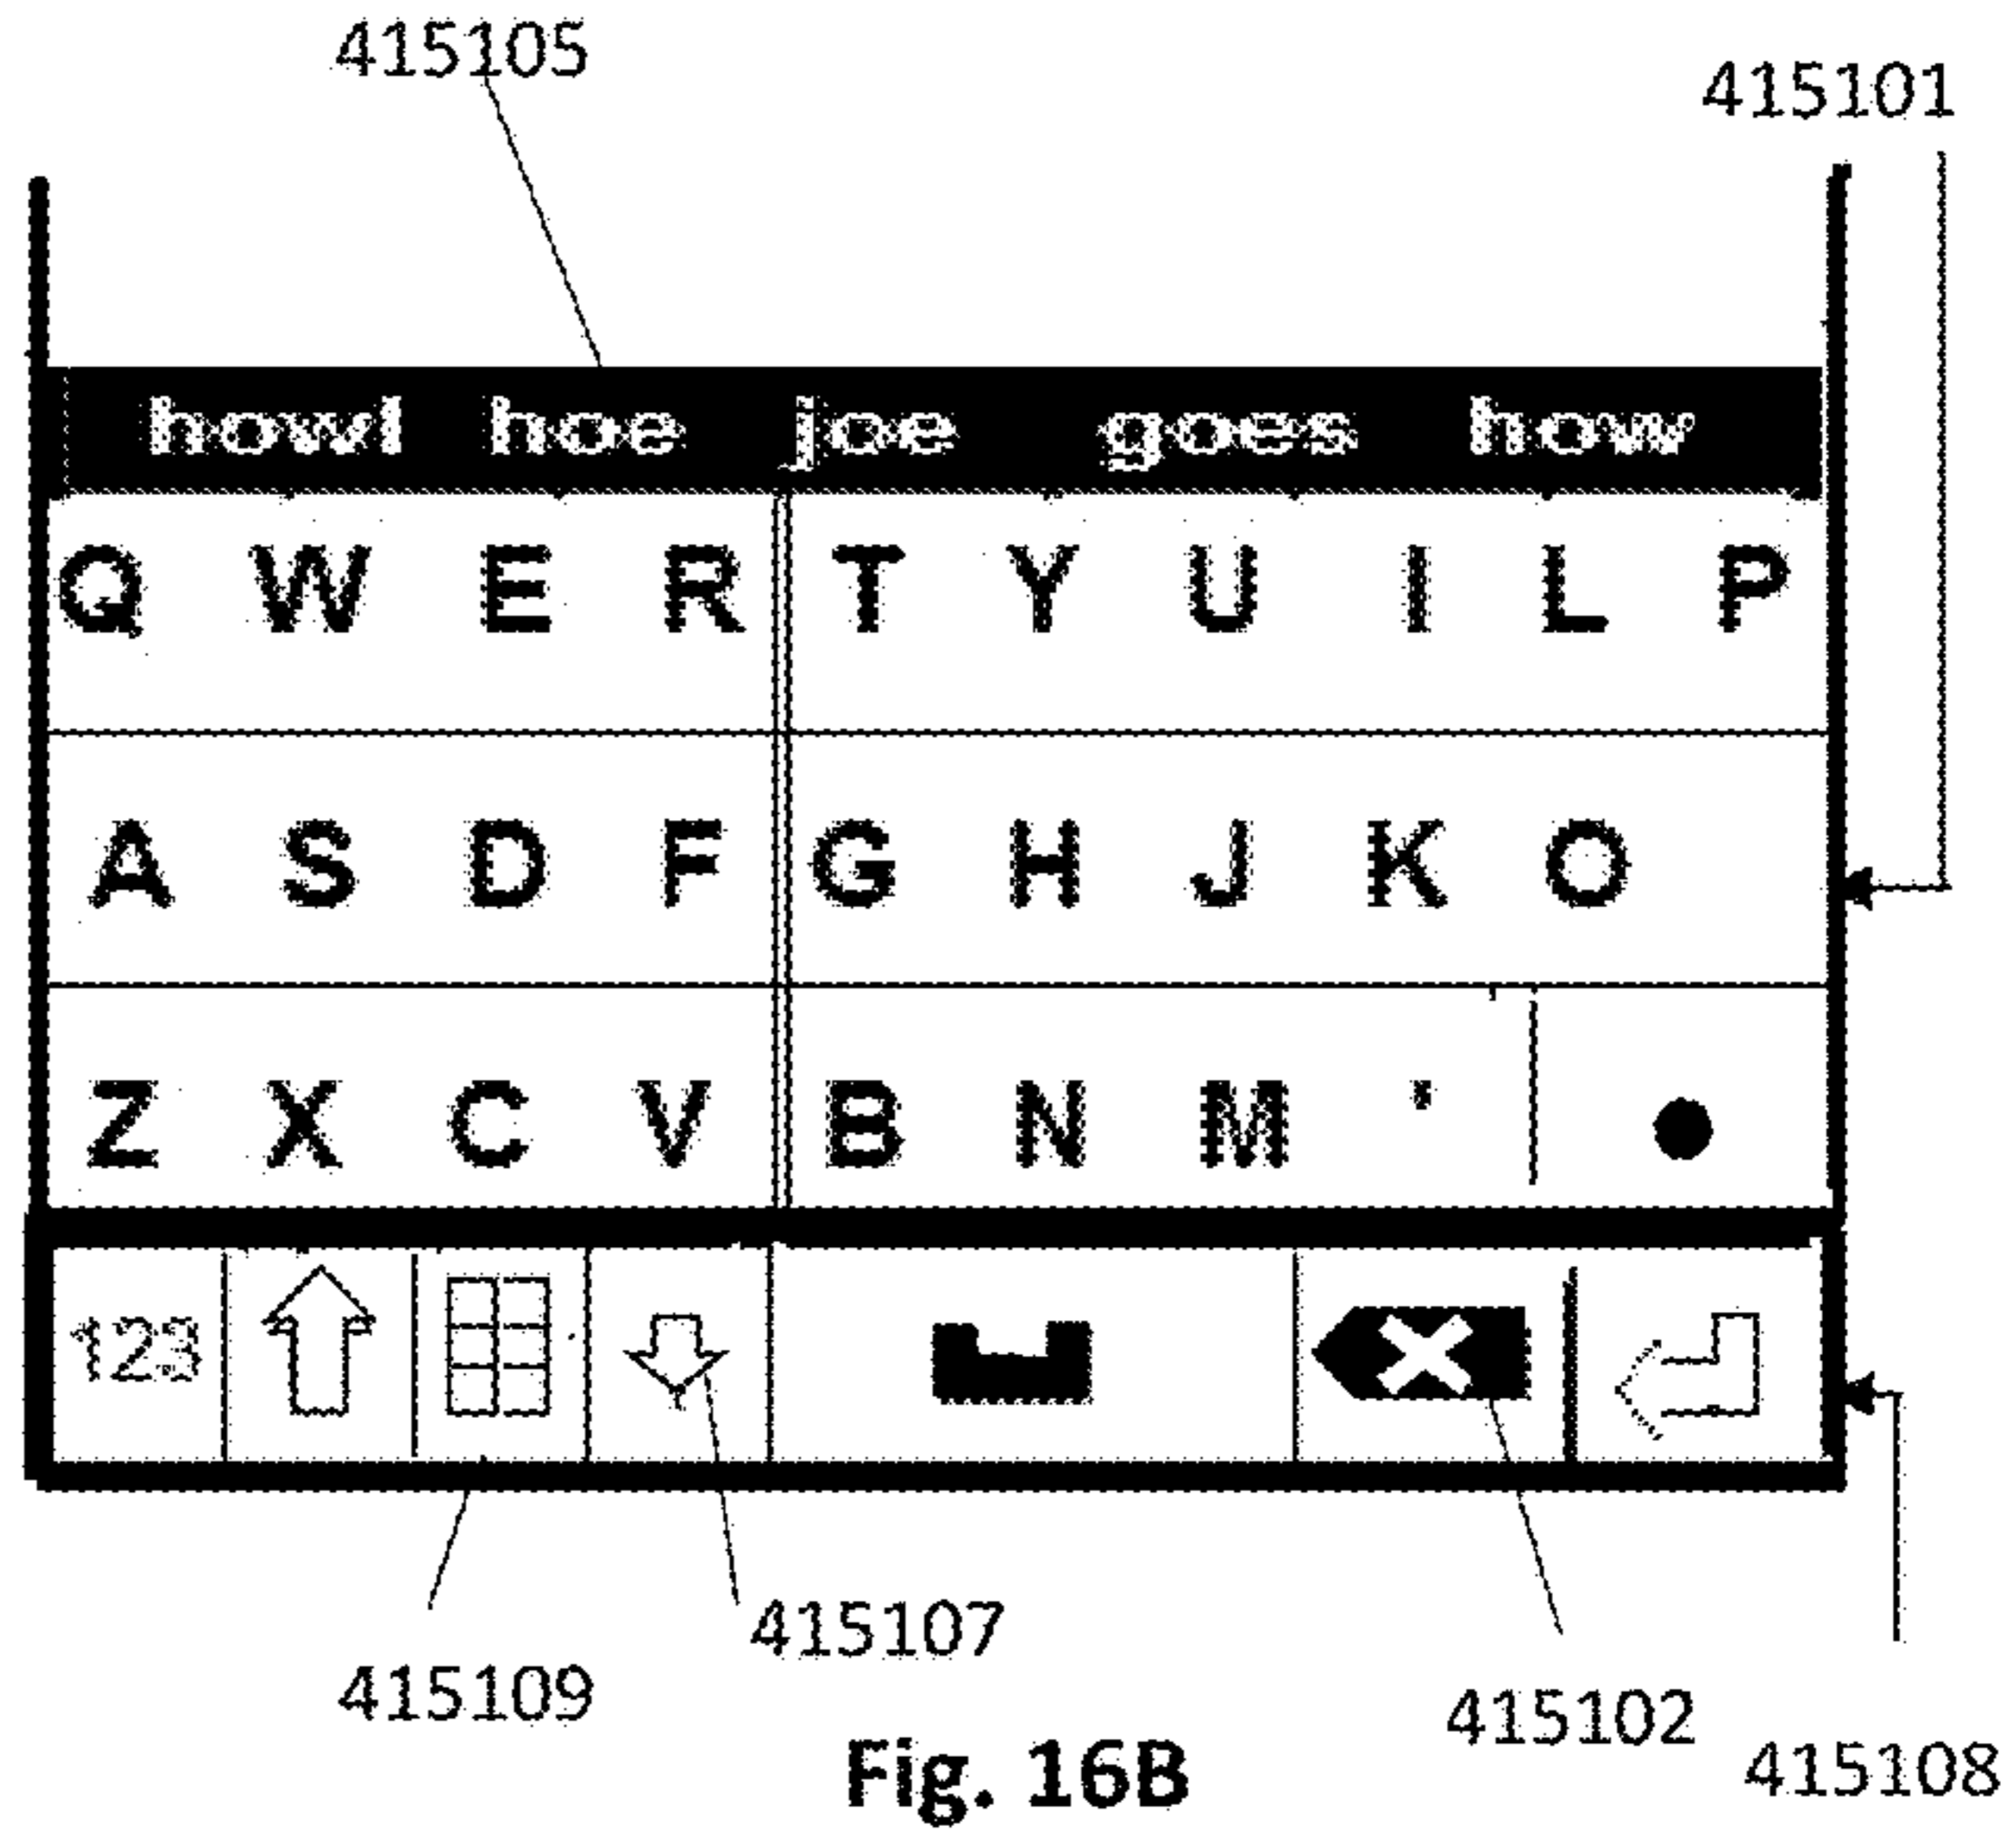 415105
415101
howl hoe joe goes how
Q W E R T Y U I L P
A S D F G H J K O
Z X C V B N M ' .
123
415107
415109
415102
415108
Fig. 16B